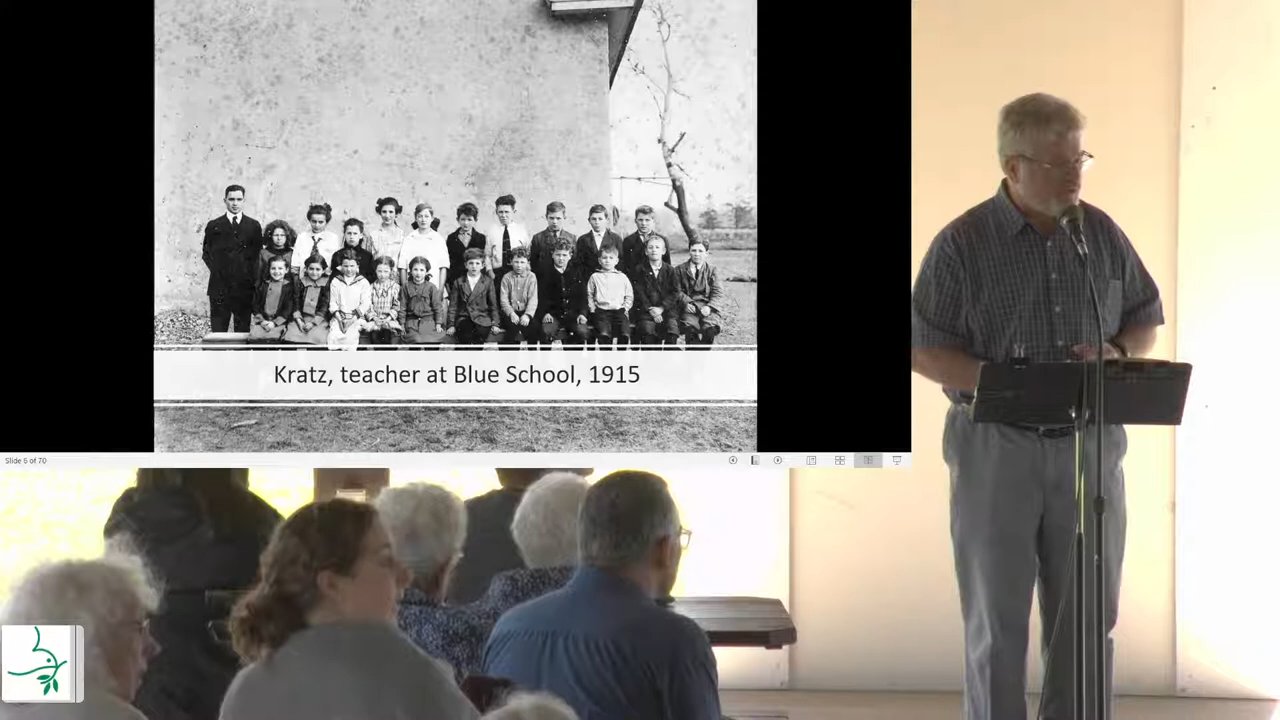 Kratz, teacher at Blue School, 1915
Slide 6 of 70